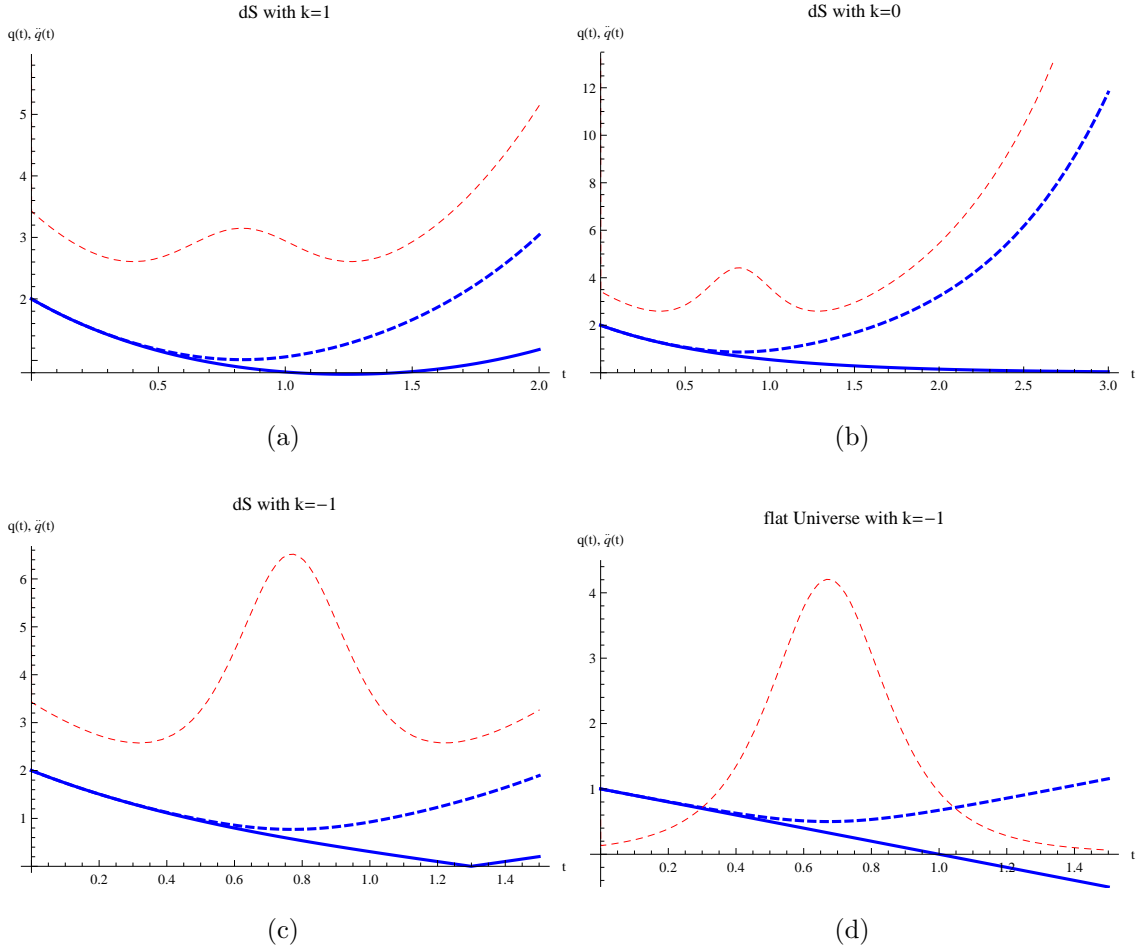 dS with k=1
q(t), q̈(t)
5
4
3
2
1
0.5 1.0 1.5 2.0 t
(a)
dS with k=0
q(t), q̈(t)
12
10
8
6
4
2
0
0.5 1.0 1.5 2.0 2.5 3.0 t
(b)
dS with k=−1
q(t), q̈(t)
6
5
4
3
2
1
0.2 0.4 0.6 0.8 1.0 1.2 1.4 t
(c)
flat Universe with k=−1
q(t), q̈(t)
4
3
2
1
0
0.2 0.4 0.6 0.8 1.0 1.2 1.4 t
(d)